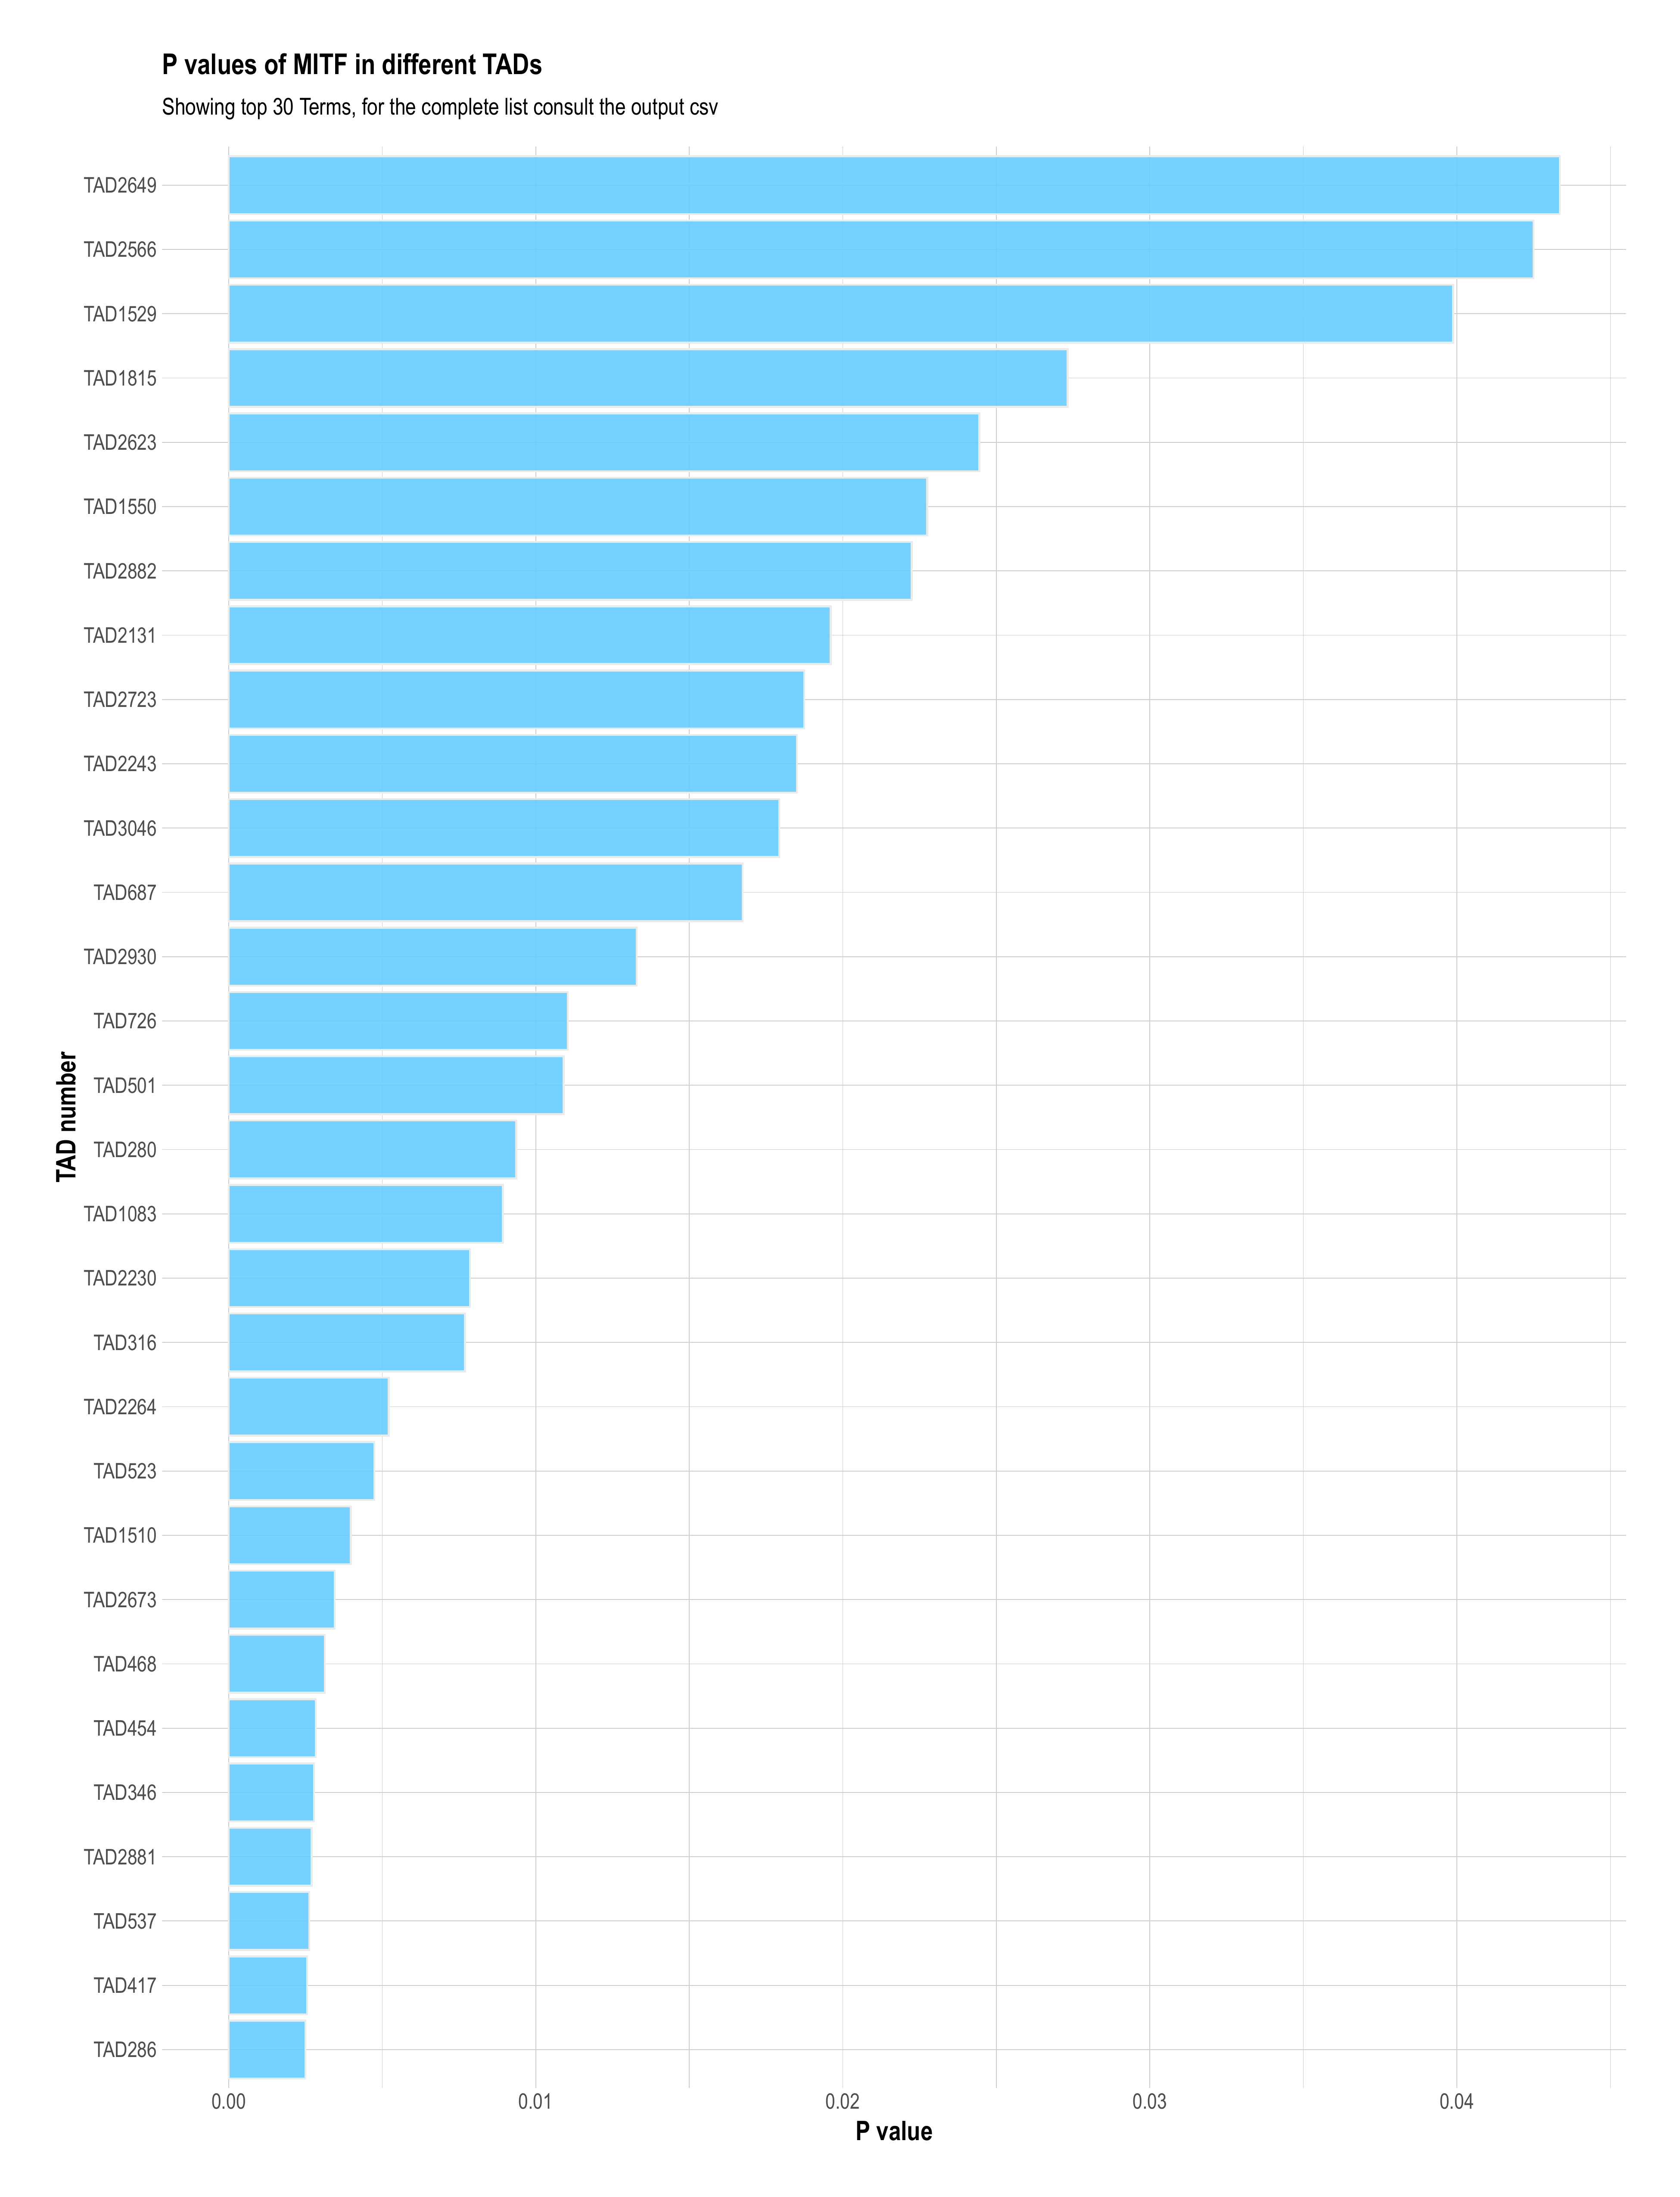 P values of MITF in different TADs
Showing top 30 Terms, for the complete list consult the output csv
TAD2649
TAD2566
TAD1529
TAD1815
TAD2623
TAD1550
TAD2882
TAD2131
TAD2723
TAD2243
TAD3046
TAD687
TAD2930
TAD726
TAD501
TAD280
TAD1083
TAD2230
TAD316
TAD2264
TAD523
TAD1510
TAD2673
TAD468
TAD454
TAD346
TAD2881
TAD537
TAD417
TAD286
TAD number
0.00 0.01 0.02 0.03 0.04
P value